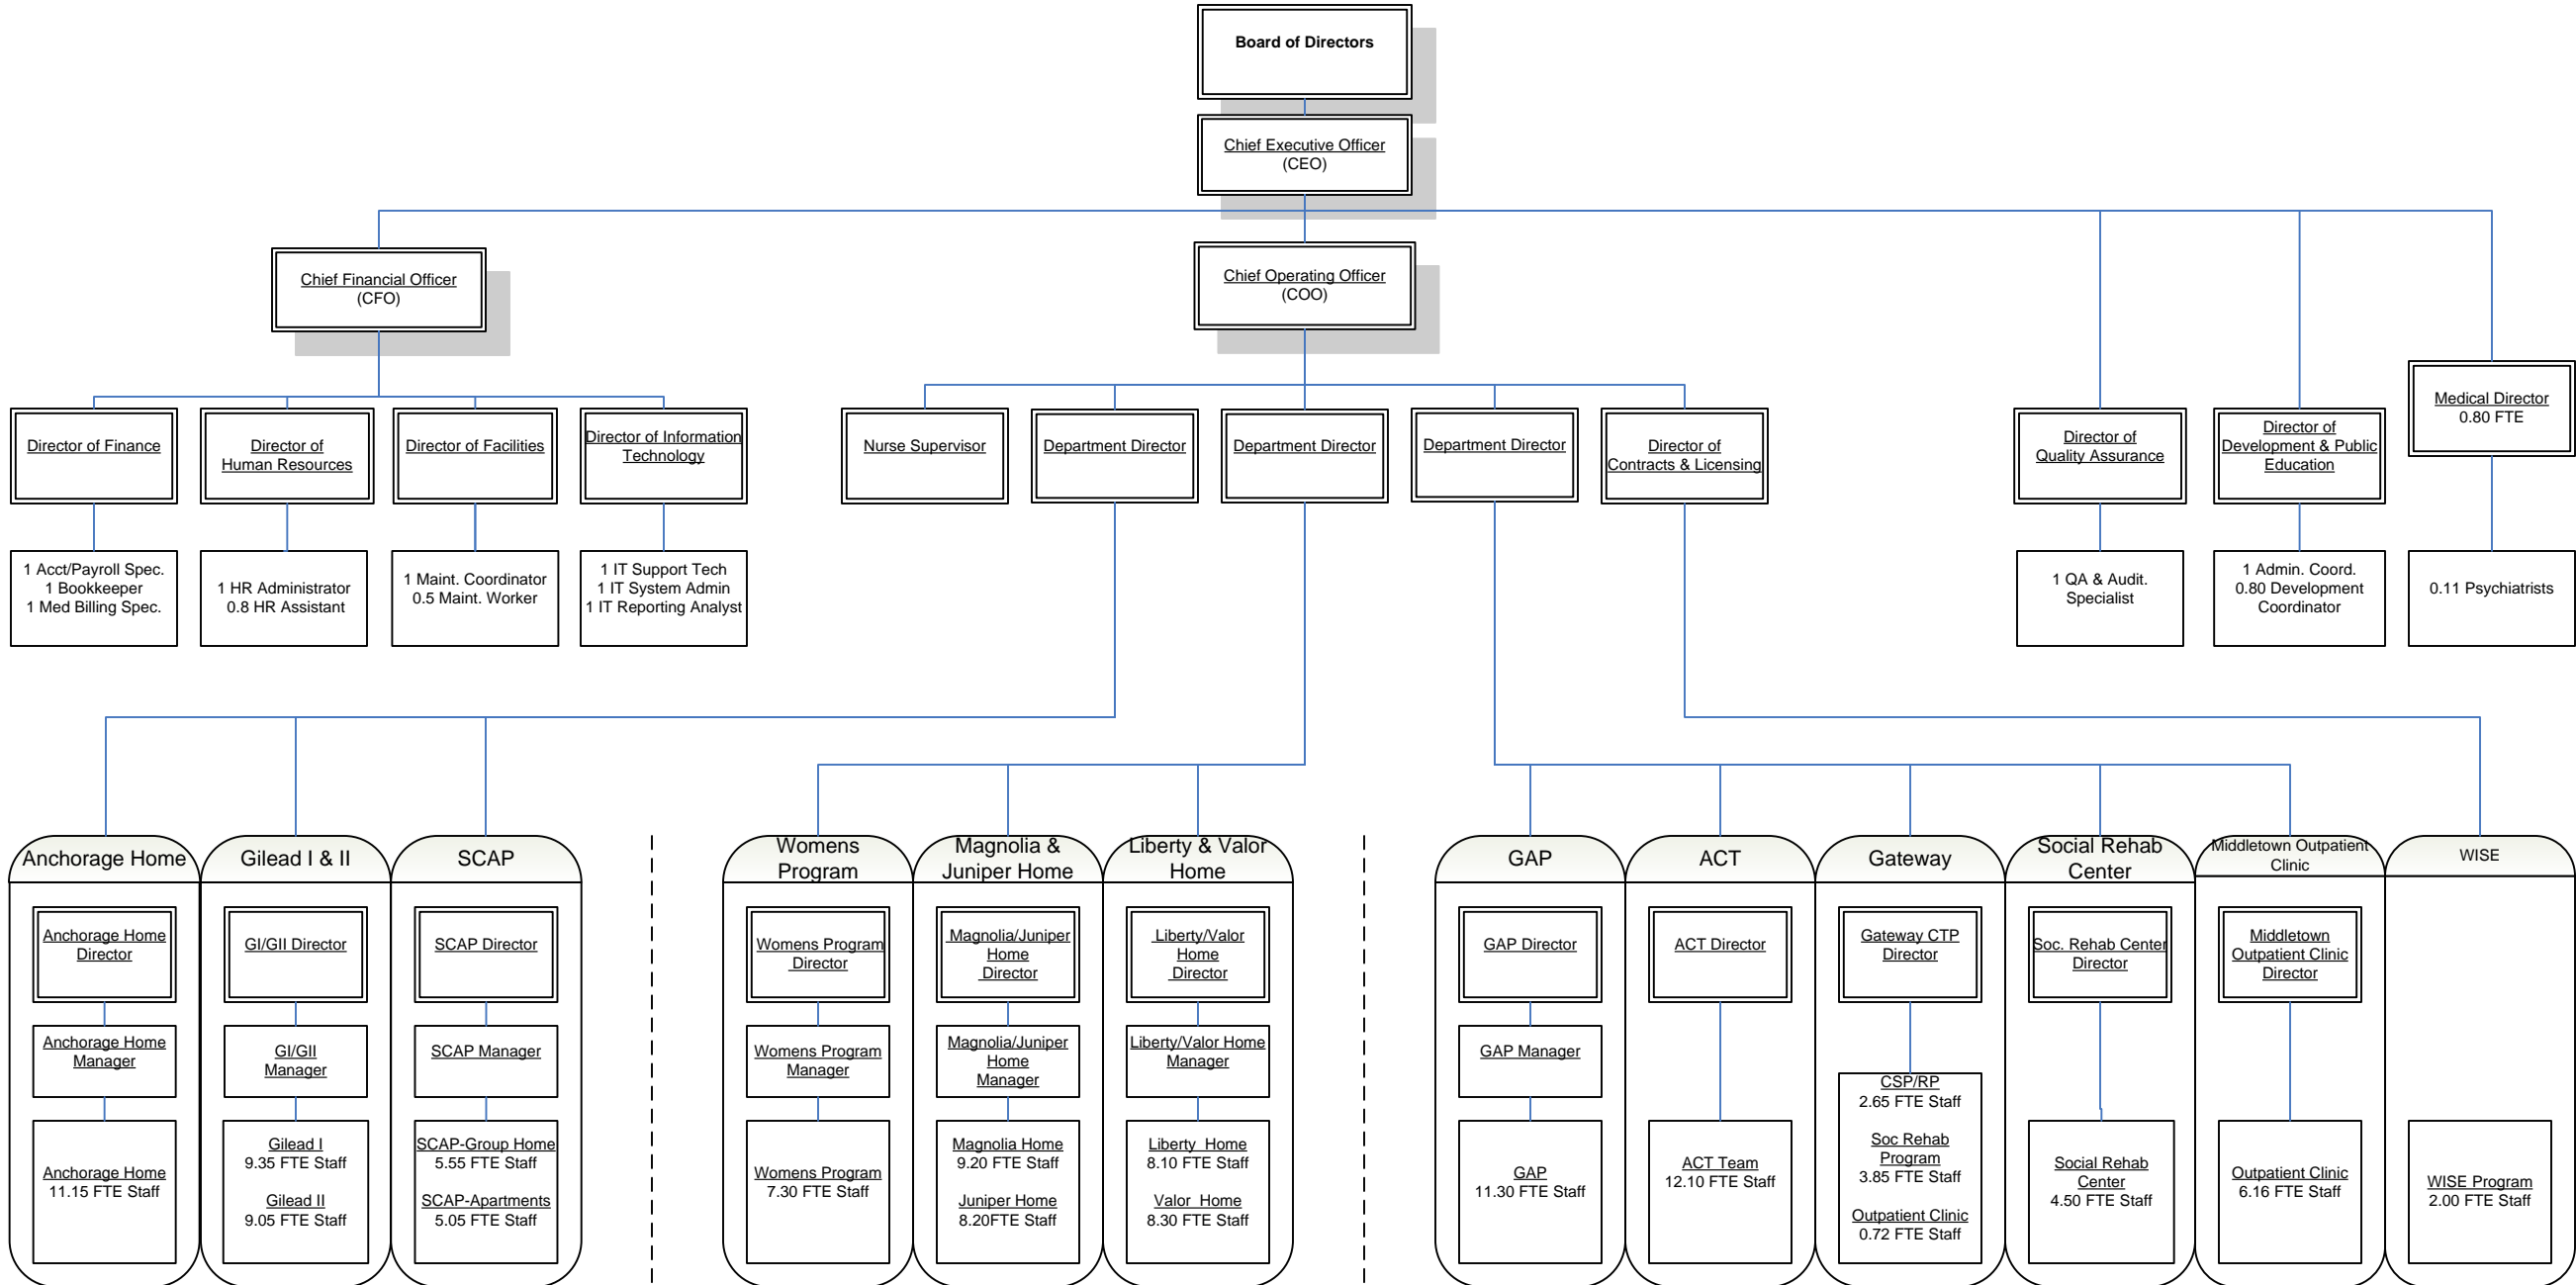 Board of Directors
Chief Executive Officer
(CEO)
Chief Financial Officer
(CFO)
Chief Operating Officer
(COO)
Director of Finance
Director of
Human Resources
Director of Facilities
Director of Information
Technology
Nurse Supervisor
Department Director
Department Director
Department Director
Director of
Contracts & Licensing
Director of
Quality Assurance
Director of
Development & Public
Education
Medical Director
0.80 FTE
1 Acct/Payroll Spec.
1 Bookkeeper
1 Med Billing Spec.
1 HR Administrator
0.8 HR Assistant
1 Maint. Coordinator
0.5 Maint. Worker
1 IT Support Tech
1 IT System Admin
1 IT Reporting Analyst
1 QA & Audit.
Specialist
1 Admin. Coord.
0.80 Development
Coordinator
0.11 Psychiatrists
Anchorage Home
Anchorage Home
Director
Anchorage Home
Manager
Anchorage Home
11.15 FTE Staff
Gilead I & II
GI/GII Director
GI/GII
Manager
Gilead I
9.35 FTE Staff
Gilead II
9.05 FTE Staff
SCAP
SCAP Director
SCAP Manager
SCAP-Group Home
5.55 FTE Staff
SCAP-Apartments
5.05 FTE Staff
Womens
Program
Womens Program
Director
Womens Program
Manager
Womens Program
7.30 FTE Staff
Magnolia &
Juniper Home
Magnolia/Juniper
Home
Director
Magnolia/Juniper
Home
Manager
Magnolia Home
9.20 FTE Staff
Juniper Home
8.20FTE Staff
Liberty & Valor
Home
Liberty/Valor
Home
Director
Liberty/Valor Home
Manager
Liberty Home
8.10 FTE Staff
Valor Home
8.30 FTE Staff
GAP
GAP Director
GAP Manager
GAP
11.30 FTE Staff
ACT
ACT Director
ACT Team
12.10 FTE Staff
Gateway
Gateway CTP
Director
CSP/RP
2.65 FTE Staff
Soc Rehab
Program
3.85 FTE Staff
Outpatient Clinic
0.72 FTE Staff
Social Rehab
Center
Soc. Rehab Center
Director
Social Rehab
Center
4.50 FTE Staff
Middletown Outpatient
Clinic
Middletown
Outpatient Clinic
Director
Outpatient Clinic
6.16 FTE Staff
WISE
WISE Program
2.00 FTE Staff